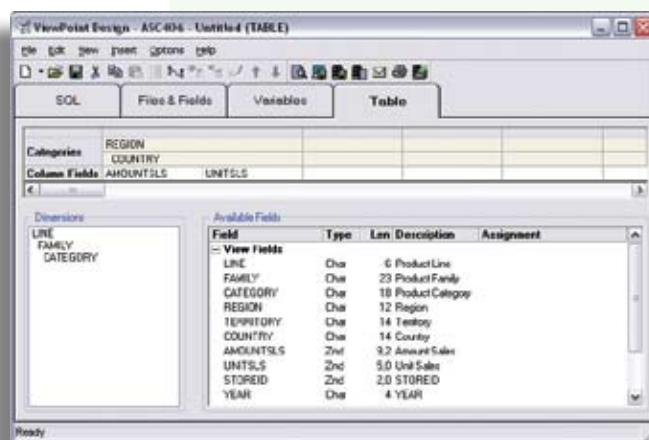 ViewPoint Design - ASC406 - Untitled (TABLE)
File Edit View Insert Options Help
SQL Files & Fields Variables Table
Categories REGION
COUNTRY
Column Fields AMOUNTSLS UNITSLS
Dimensions
LINE
FAMILY
CATEGORY
Available Fields
Field Type Len Description Assignment
View Fields
LINE Char 6 Product Line
FAMILY Char 23 Product Family
CATEGORY Char 18 Product Category
REGION Char 12 Region
TERRITORY Char 14 Territory
COUNTRY Char 14 Country
AMOUNTSLS Znd 9,2 Amount Sales
UNITSLS Znd 5,0 Unit Sales
STOREID Znd 2,0 STOREID
YEAR Char 4 YEAR
Ready